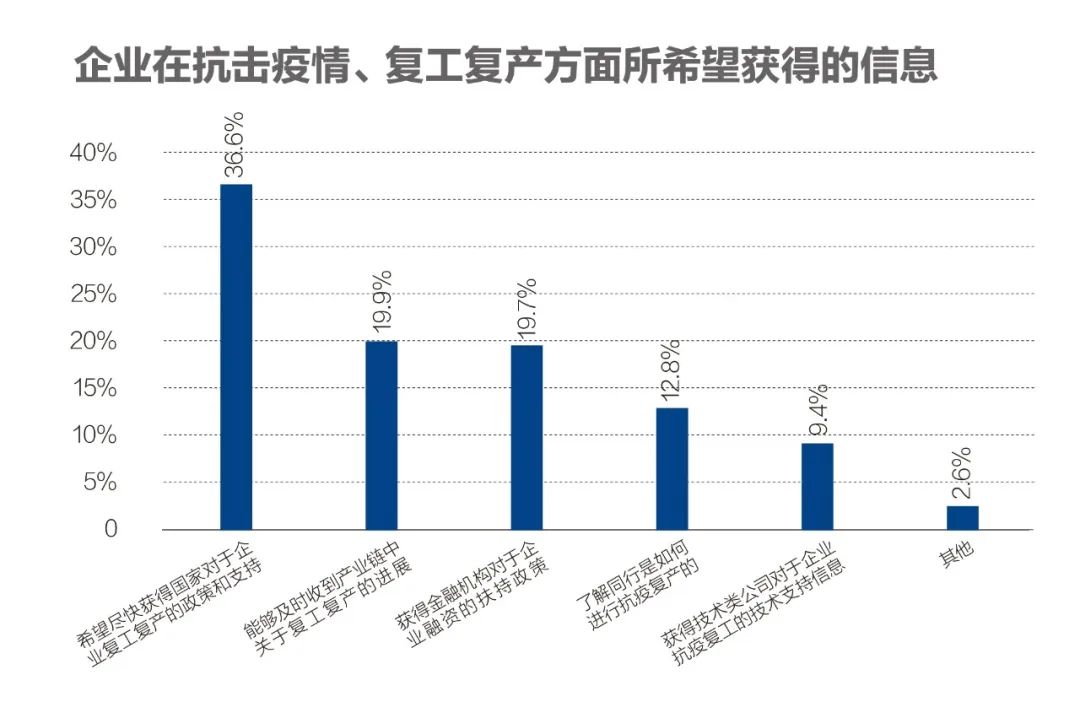 企业在抗击疫情、复工复产方面所希望获得的信息
40%
35%
30%
25%
20%
15%
10%
5%
0
36.6%
19.9%
19.7%
12.8%
9.4%
2.6%
希望尽快获得国家对于企
业复工复产的政策和支持
能够及时收到产业链中
关于复工复产的进展
获得金融机构对于企
业融资的扶持政策
了解同行是如何
进行抗疫复产的
获得技术类公司对于企业
抗疫复工的技术支持信息
其他